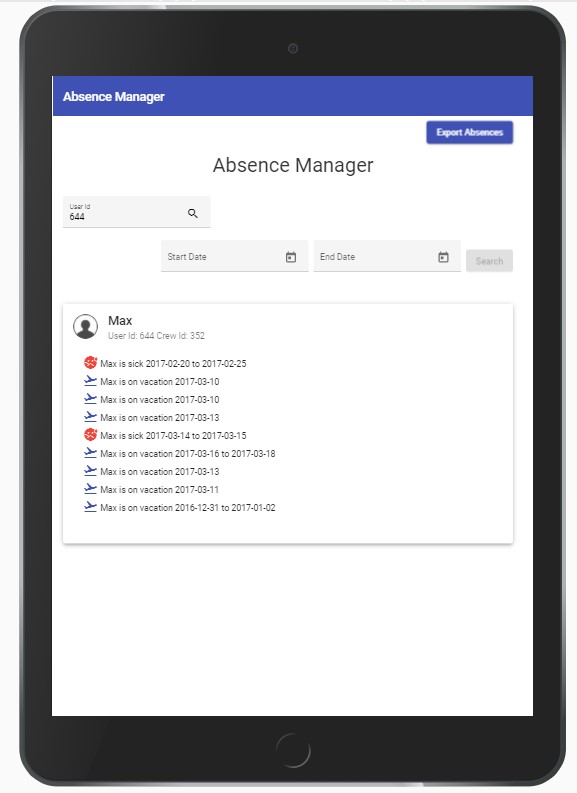 Absence Manager
Export Absences
Absence Manager
User Id
644
Start Date
End Date
Search
Max
User Id: 644 Crew Id: 352
Max is sick 2017-02-20 to 2017-02-25
Max is on vacation 2017-03-10
Max is on vacation 2017-03-10
Max is on vacation 2017-03-13
Max is sick 2017-03-14 to 2017-03-15
Max is on vacation 2017-03-16 to 2017-03-18
Max is on vacation 2017-03-13
Max is on vacation 2017-03-11
Max is on vacation 2016-12-31 to 2017-01-02